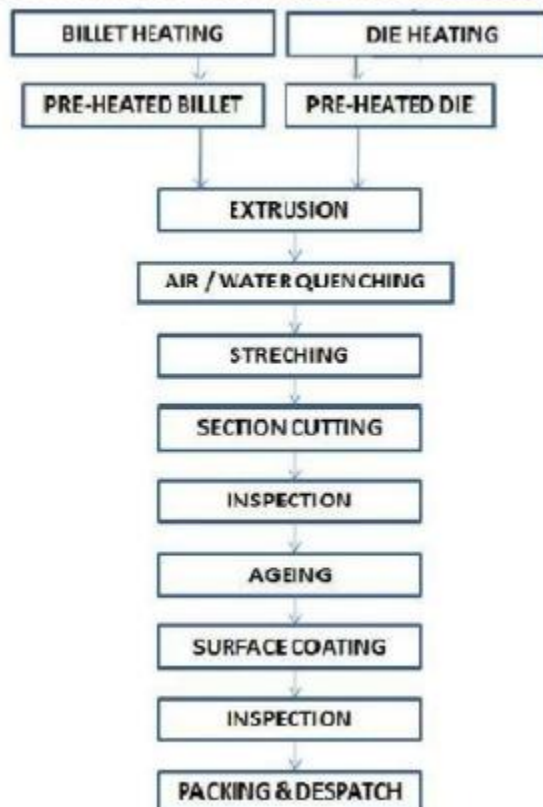 BILLET HEATING
DIE HEATING
PRE-HEATED BILLET
PRE-HEATED DIE
EXTRUSION
AIR / WATER QUENCHING
STRECHING
SECTION CUTTING
INSPECTION
AGEING
SURFACE COATING
INSPECTION
PACKING & DESPATCH